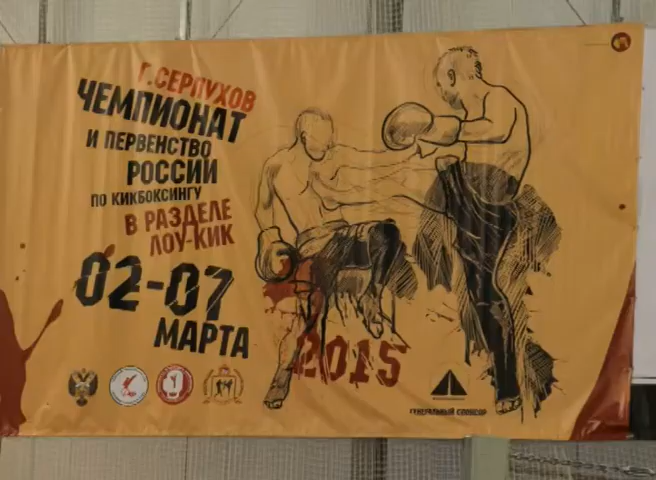 Г.СЕРПУХОВ
ЧЕМПИОНАТ
И ПЕРВЕНСТВО
РОССИИ
ПО КИКБОКСИНГУ
В РАЗДЕЛЕ
ЛОУ-КИК
02-07
МАРТА
2015
ГЕНЕРАЛЬНЫЙ СПОНСОР